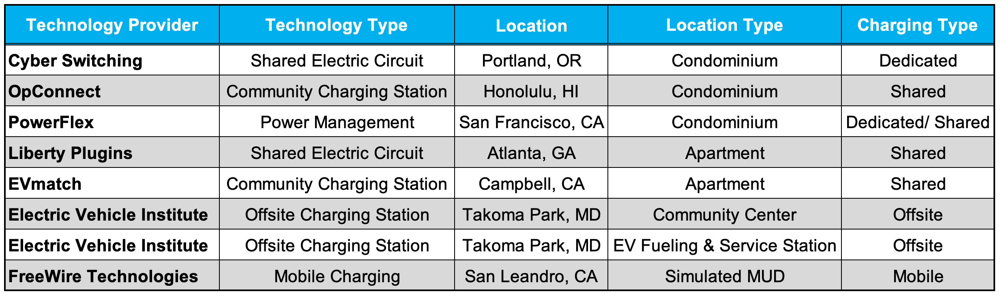 Technology Provider Technology Type Location Location Type Charging Type
Cyber Switching Shared Electric Circuit Portland, OR Condominium Dedicated
OpConnect Community Charging Station Honolulu, HI Condominium Shared
PowerFlex Power Management San Francisco, CA Condominium Dedicated/ Shared
Liberty Plugins Shared Electric Circuit Atlanta, GA Apartment Shared
EVmatch Community Charging Station Campbell, CA Apartment Shared
Electric Vehicle Institute Offsite Charging Station Takoma Park, MD Community Center Offsite
Electric Vehicle Institute Offsite Charging Station Takoma Park, MD EV Fueling & Service Station Offsite
FreeWire Technologies Mobile Charging San Leandro, CA Simulated MUD Mobile